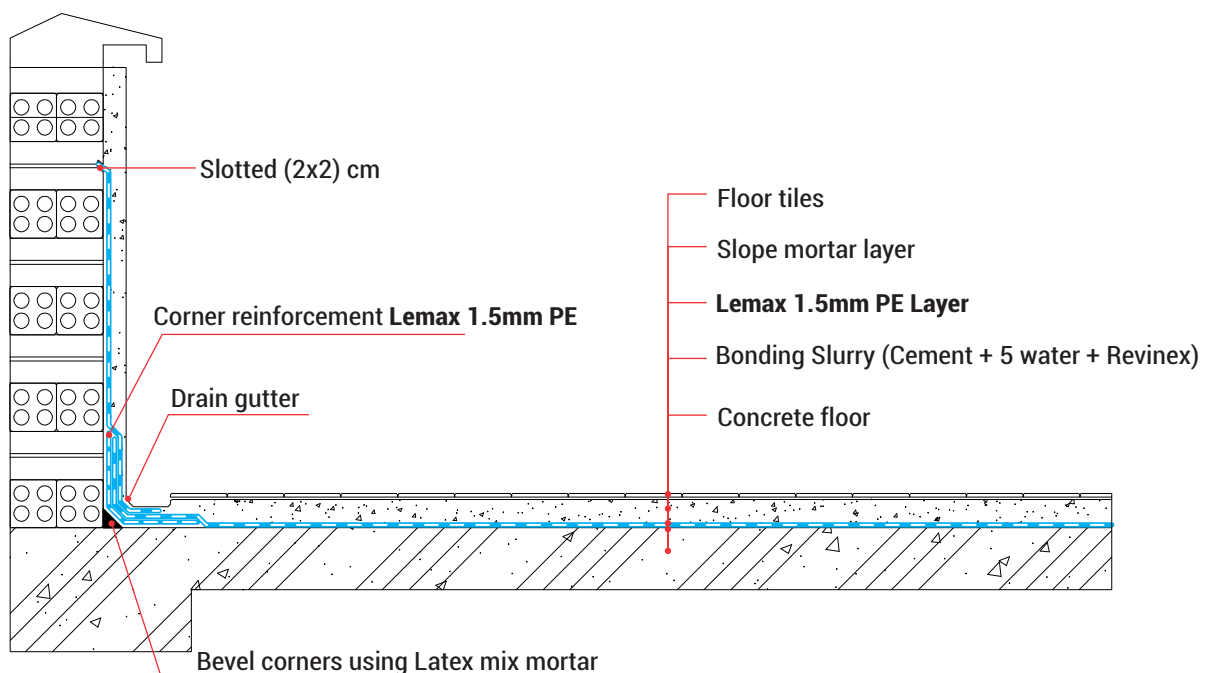 Slotted (2x2) cm
Floor tiles
Slope mortar layer
Lemax 1.5mm PE Layer
Corner reinforcement Lemax 1.5mm PE
Bonding Slurry (Cement + 5 water + Revinex)
Drain gutter
Concrete floor
Bevel corners using Latex mix mortar